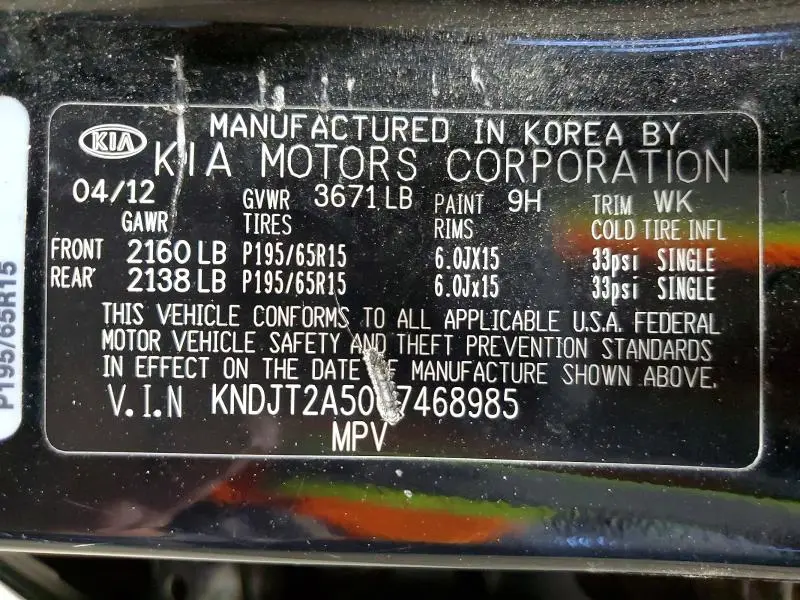 P195/65R15
KIA
MANUFACTURED IN KOREA BY
KIA MOTORS CORPORATION
04/12 GVWR 3671 LB PAINT 9H TRIM WK
GAWR TIRES RIMS COLD TIRE INFL
FRONT 2160 LB P195/65R15 6.0JX15 33psi SINGLE
REAR 2138 LB P195/65R15 6.0Jx15 33psi SINGLE
THIS VEHICLE CONFORMS TO ALL APPLICABLE U.S.A. FEDERAL
MOTOR VEHICLE SAFETY AND THEFT PREVENTION STANDARDS
IN EFFECT ON THE DATE OF MANUFACTURE SHOWN ABOVE.
V.I.N KNDJT2A50C7468985
MPV